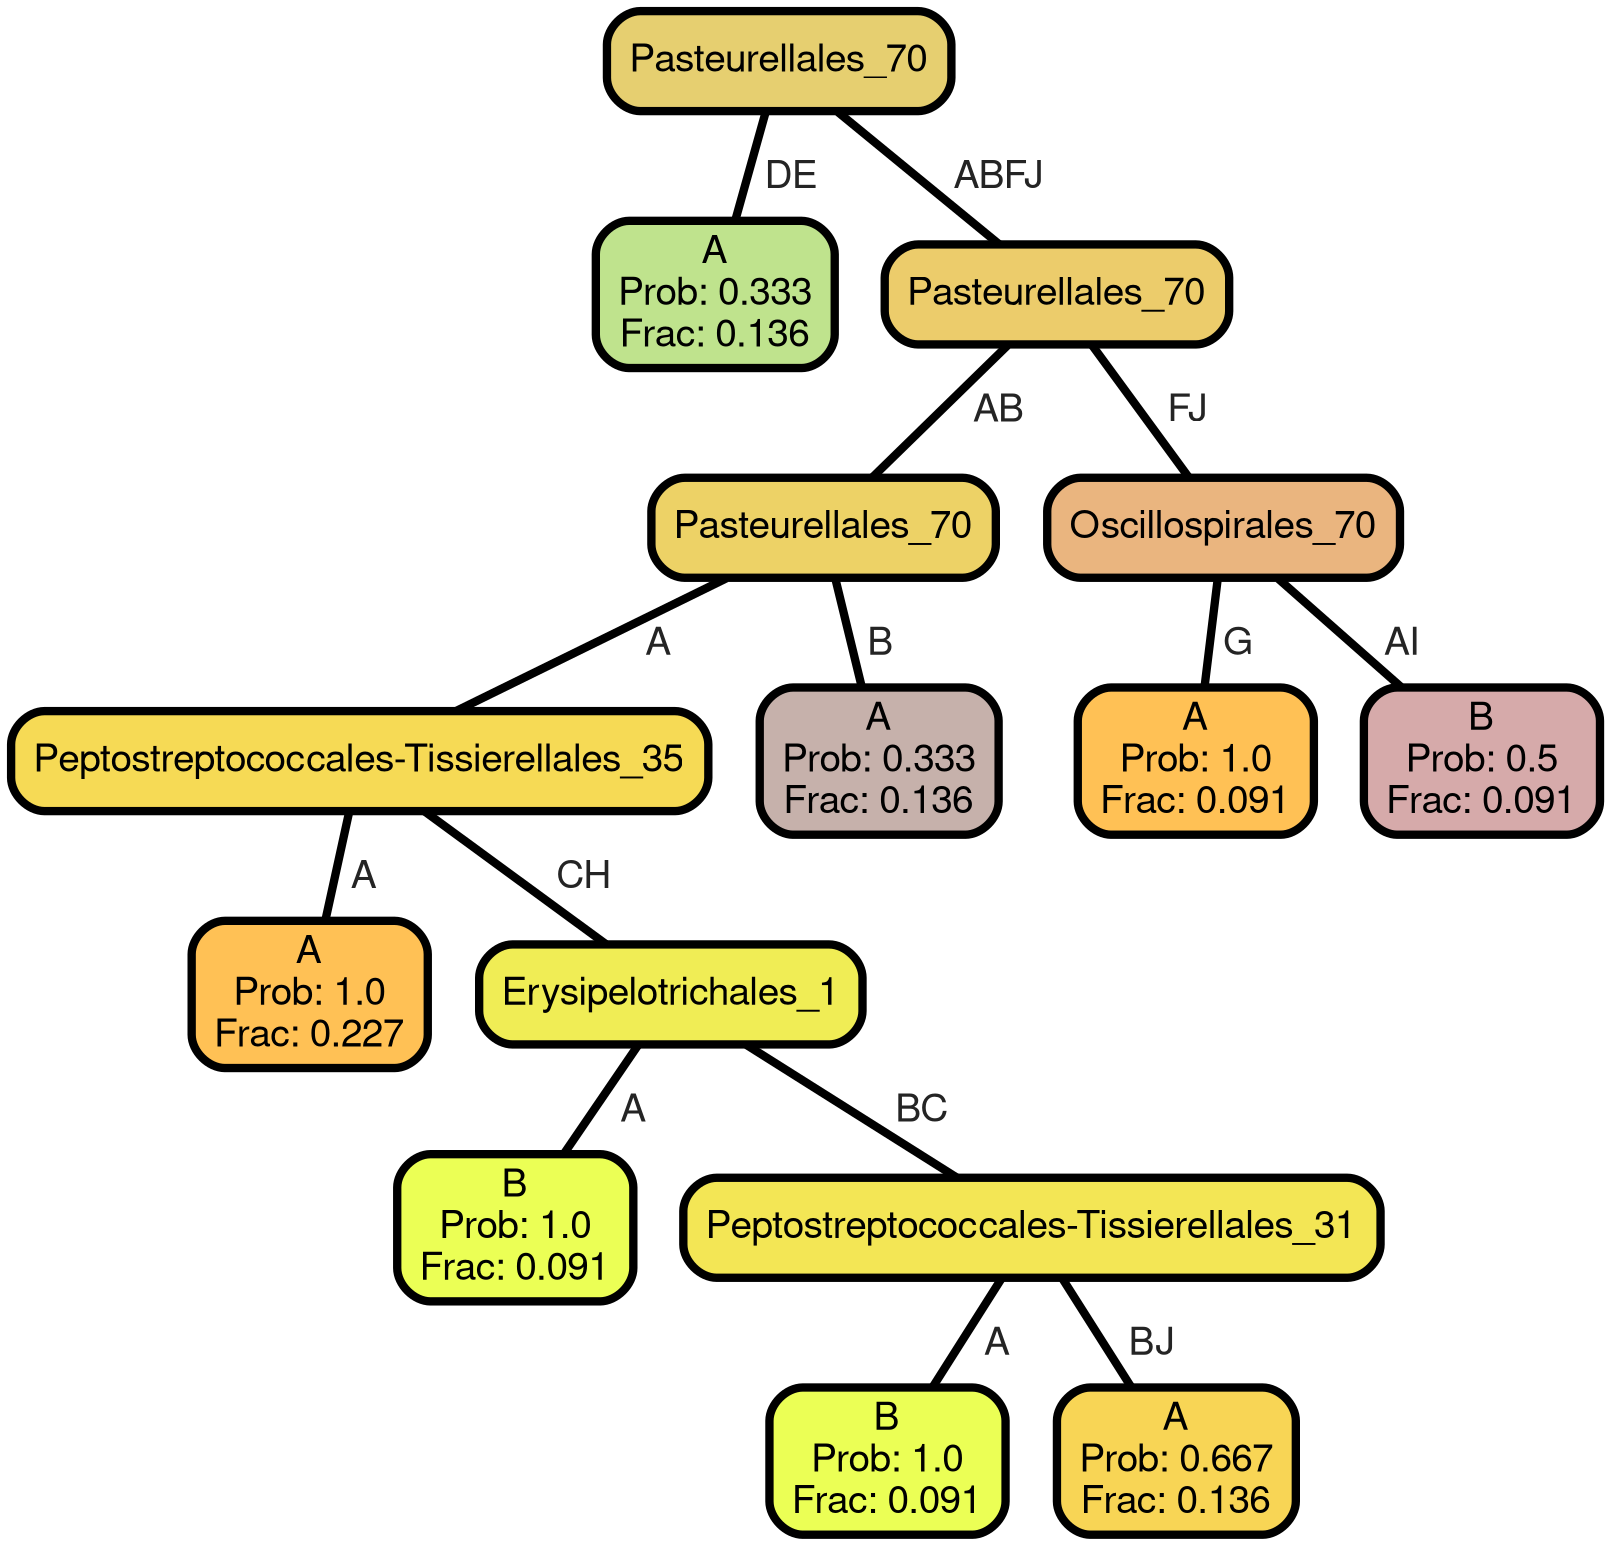 Pasteurellales_70
DE
ABFJ
A
Prob: 0.333
Frac: 0.136
Pasteurellales_70
AB
FJ
Pasteurellales_70
Oscillospirales_70
A
B
G
AI
Peptostreptococcales-Tissierellales_35
A
Prob: 0.333
Frac: 0.136
A
Prob: 1.0
Frac: 0.091
B
Prob: 0.5
Frac: 0.091
A
CH
A
Prob: 1.0
Frac: 0.227
Erysipelotrichales_1
A
BC
B
Prob: 1.0
Frac: 0.091
Peptostreptococcales-Tissierellales_31
A
BJ
B
Prob: 1.0
Frac: 0.091
A
Prob: 0.667
Frac: 0.136